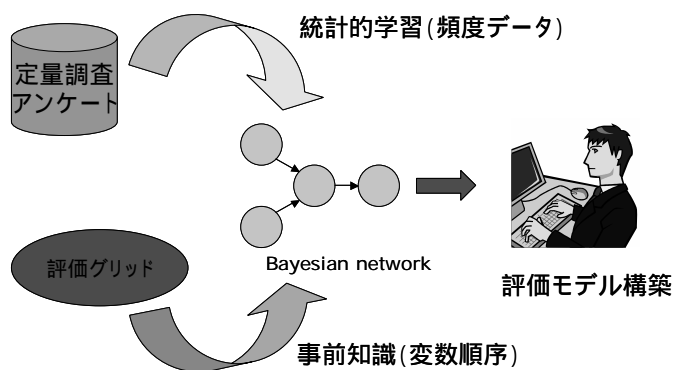 統計的学習(頻度データ)
定量調査
アンケート
評価グリッド
Bayesian network
評価モデル構築
事前知識(変数順序)